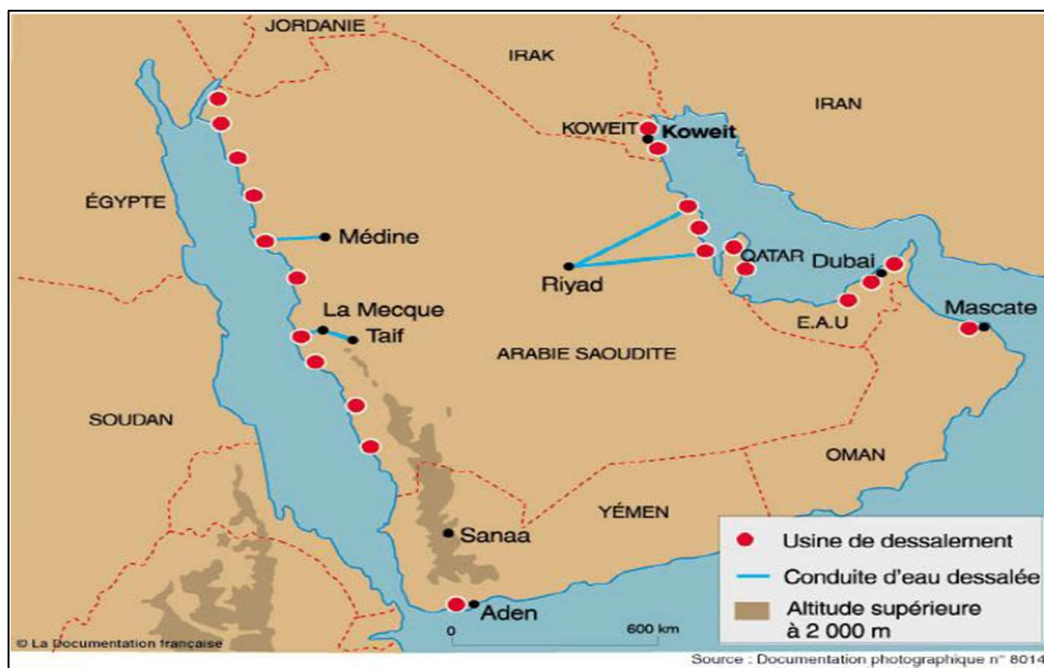 JORDANIE
IRAK
IRAN
KOWEIT
Koweit
ÉGYPTE
Médine
QATAR
Dubai
Riyad
E.A.U
Mascate
La Mecque
Taif
ARABIE SAOUDITE
SOUDAN
OMAN
YÉMEN
Sanaa
Aden
Usine de dessalement
Conduite d'eau dessalée
Altitude supérieure
à 2 000 m
0 600 km
© La Documentation française
Source : Documentation photographique n° 8014